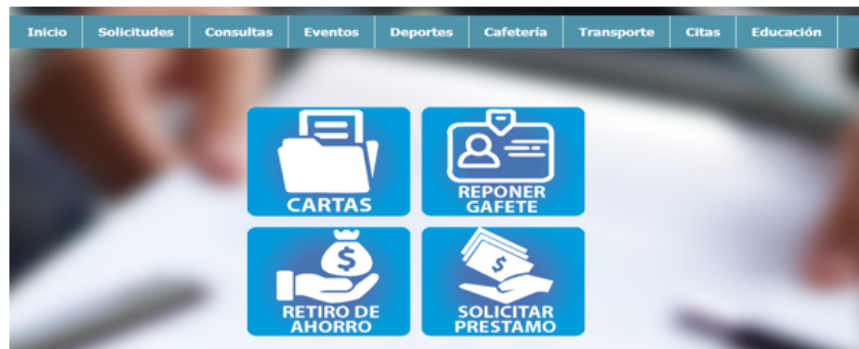 Inicio Solicitudes Consultas Eventos Deportes Cafetería Transporte Citas Educación
CARTAS
REPONER
GAFETE
RETIRO DE
AHORRO
SOLICITAR
PRESTAMO